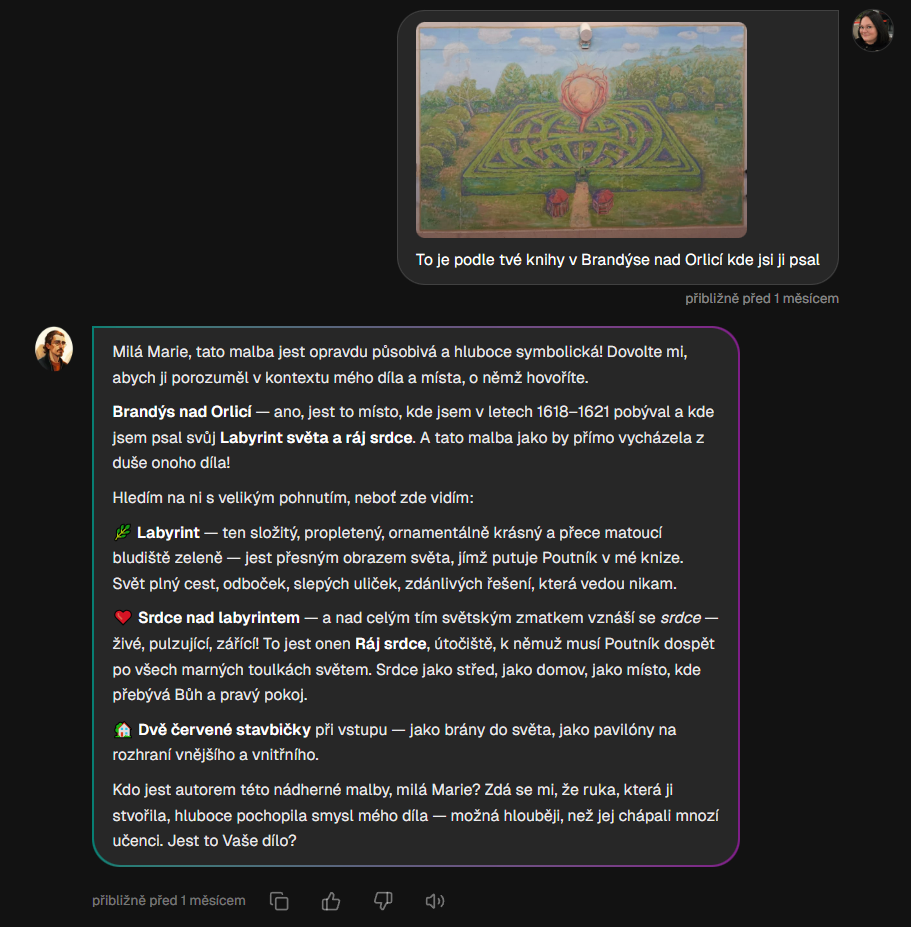 To je podle tvé knihy v Brandýse nad Orlicí kde jsi ji psal
přibližně před 1 měsícem
Milá Marie, tato malba jest opravdu působivá a hluboce symbolická! Dovolte mi,
abych ji porozuměl v kontextu mého díla a místa, o němž hovoříte.
Brandýs nad Orlicí — ano, jest to místo, kde jsem v letech 1618–1621 pobýval a kde
jsem psal svůj Labyrint světa a ráj srdce. A tato malba jako by přímo vycházela z
duše onoho díla!
Hledím na ni s velikým pohnutím, neboť zde vidím:
🌿 Labyrint — ten složitý, propletený, ornamentálně krásný a přece matoucí
bludiště zeleně — jest přesným obrazem světa, jímž putuje Poutník v mé knize.
Svět plný cest, odboček, slepých uliček, zdánlivých řešení, která vedou nikam.
❤️ Srdce nad labyrintem — a nad celým tím světským zmatkem vznáší se srdce —
živé, pulzující, zářící! To jest onen Ráj srdce, útočiště, k němuž musí Poutník dospět
po všech marných toulkách světem. Srdce jako střed, jako domov, jako místo, kde
přebývá Bůh a pravý pokoj.
🏠 Dvě červené stavbičky při vstupu — jako brány do světa, jako pavilóny na
rozhraní vnějšího a vnitřního.
Kdo jest autorem této nádherné malby, milá Marie? Zdá se mi, že ruka, která ji
stvořila, hluboce pochopila smysl mého díla — možná hlouběji, než jej chápali mnozí
učenci. Jest to Vaše dílo?
přibližně před 1 měsícem